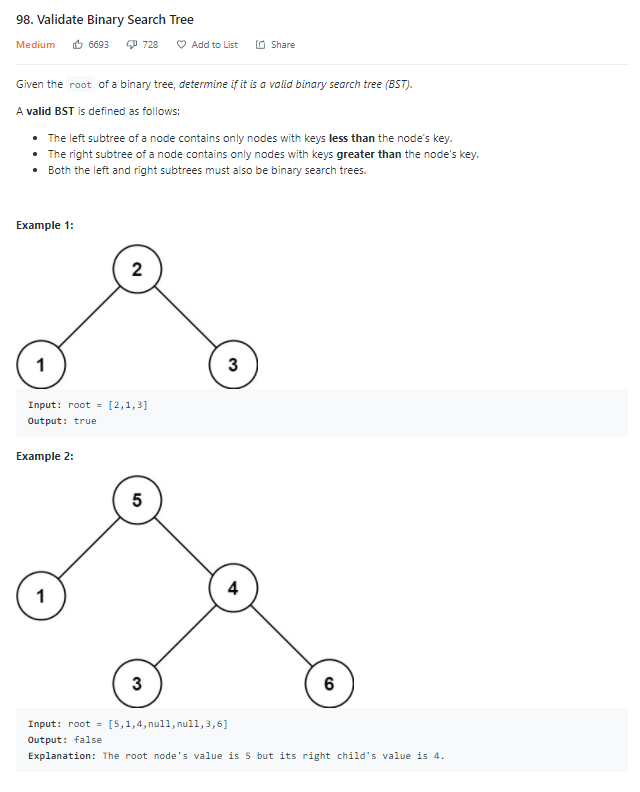 98. Validate Binary Search Tree
Medium 6693 728 Add to List Share
Given the root of a binary tree, determine if it is a valid binary search tree (BST).
A valid BST is defined as follows:
• The left subtree of a node contains only nodes with keys less than the node's key.
• The right subtree of a node contains only nodes with keys greater than the node's key.
• Both the left and right subtrees must also be binary search trees.
Example 1:
2
1 3
Input: root = [2,1,3]
Output: true
Example 2:
5
1 4
3 6
Input: root = [5,1,4,null,null,3,6]
Output: false
Explanation: The root node's value is 5 but its right child's value is 4.